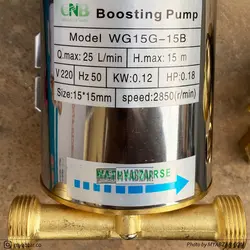 CNB
Boosting Pump
Model WG15G-15B
Q.max: 25 L/min H.max: 15 m
V 220 Hz 50 KW:0.12 HP:0.18
Size:15*15mm speed:2850(r/min)